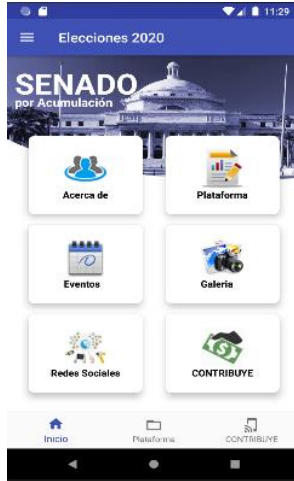 11:29
Elecciones 2020
SENADO
por Acumulación
Acerca de
Plataforma
Eventos
Galeria
Redes Sociales
CONTRIBUYE
Inicio
Plataforma
CONTRIBUYE